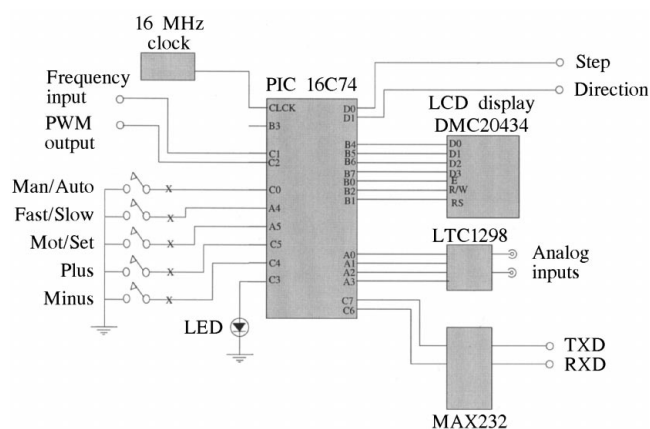 16 MHz
clock
Frequency
input
PWM
output
Man/Auto
Fast/Slow
Mot/Set
Plus
Minus
x
x
x
x
x
LED
PIC 16C74
CLCK
B3
C1
C2
C0
A4
A5
C5
C4
C3
D0
D1
B4
B5
B6
B7
B0
B2
B1
A0
A1
A2
A3
C7
C6
Step
Direction
LCD display
DMC20434
D0
D1
D2
D3
E
R/W
RS
LTC1298
Analog
inputs
TXD
RXD
MAX232